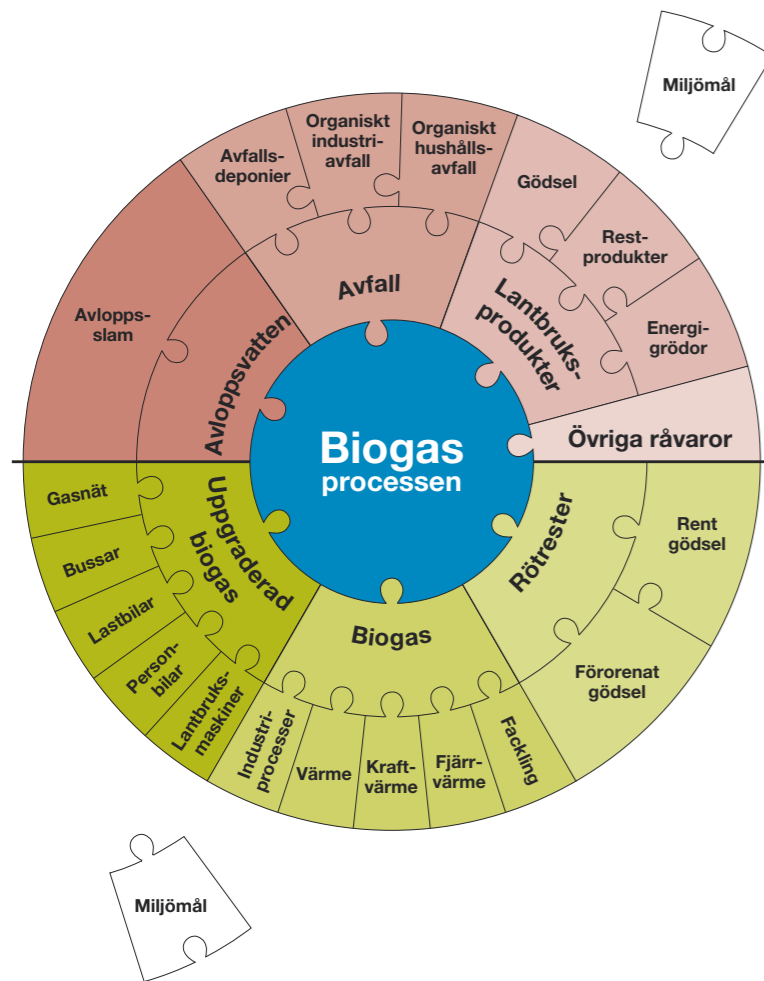 Miljömål
Organiskt
industri-
avfall
Organiskt
hushålls-
avfall
Avfalls-
deponier
Gödsel
Rest-
produkter
Energi-
grödor
Avlopps-
slam
Avfall
Lantbruks-
produkter
Avloppsvatten
Övriga råvaror
Biogas
processen
Gasnät
Bussar
Lastbilar
Person-
bilar
Lantbruks-
maskiner
Uppgraderad
biogas
Biogas
Rötrester
Rent
gödsel
Förorenat
gödsel
Industri-
processer
Värme
Kraft-
värme
Fjärr-
värme
Fackling
Miljömål